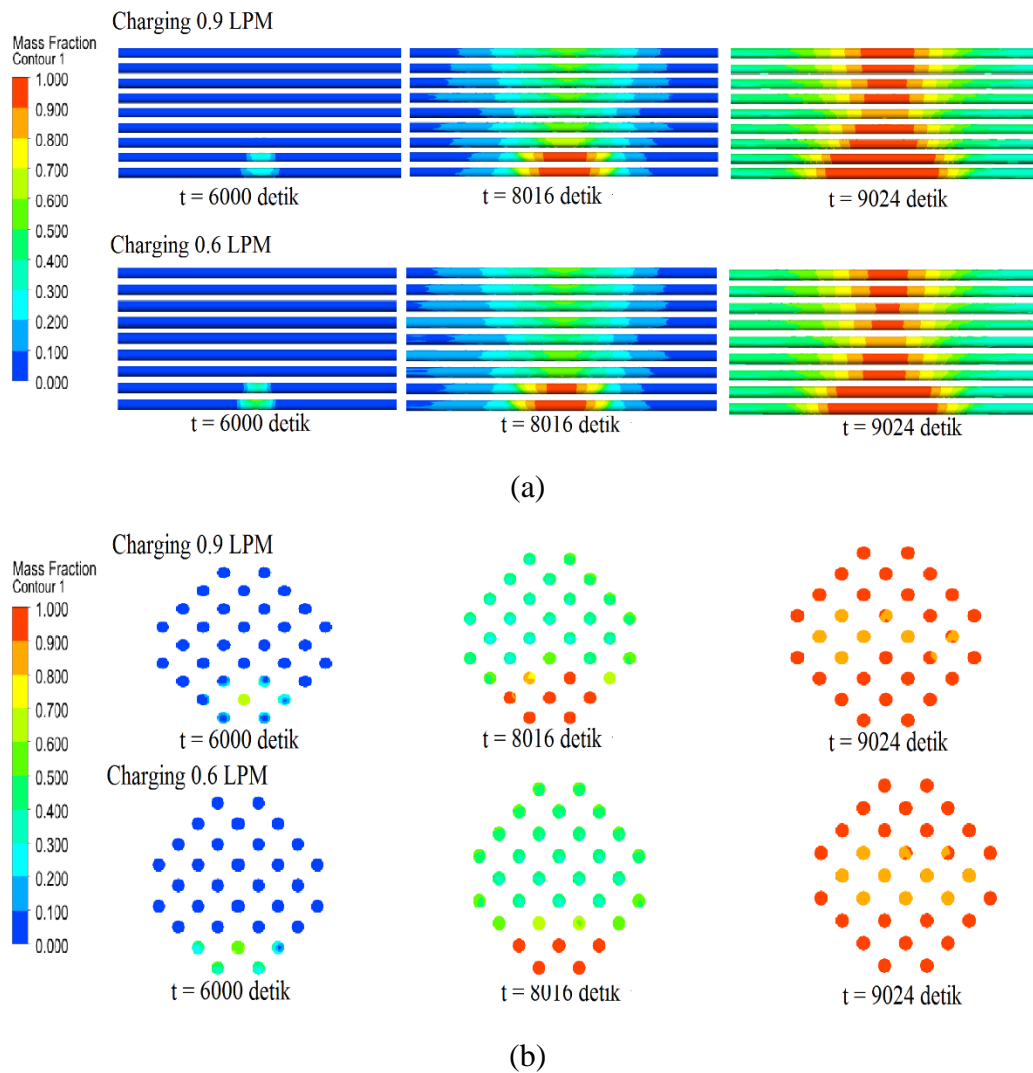 Charging 0.9 LPM
Mass Fraction
Contour 1
1.000
0.900
0.800
0.700
0.600
0.500
0.400
0.300
0.200
0.100
0.000
t = 6000 detik
t = 8016 detik
t = 9024 detik
Charging 0.6 LPM
t = 6000 detik
t = 8016 detik
t = 9024 detik
(a)
Charging 0.9 LPM
Mass Fraction
Contour 1
1.000
0.900
0.800
0.700
0.600
0.500
0.400
0.300
0.200
0.100
0.000
t = 6000 detik
t = 8016 detik
t = 9024 detik
Charging 0.6 LPM
t = 6000 detik
t = 8016 detik
t = 9024 detik
(b)